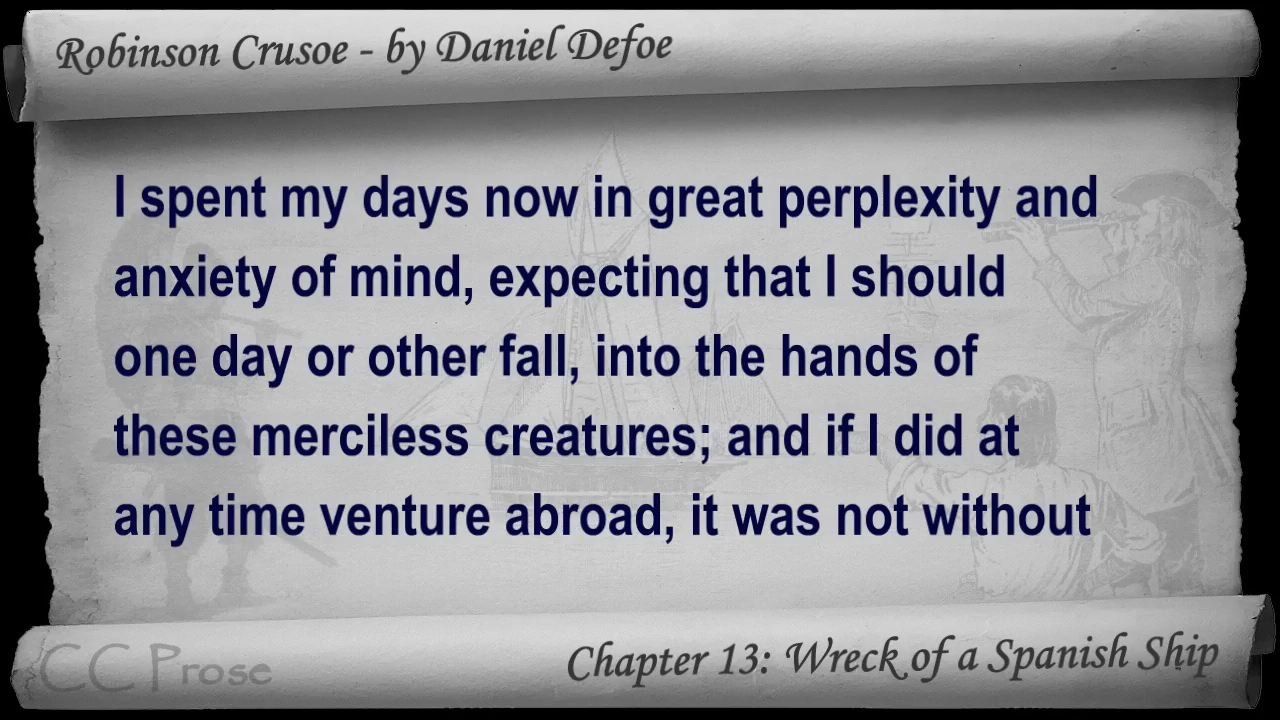 Robinson Crusoe - by Daniel Defoe
I spent my days now in great perplexity and
anxiety of mind, expecting that I should
one day or other fall, into the hands of
these merciless creatures; and if I did at
any time venture abroad, it was not without
CC Prose
Chapter 13: Wreck of a Spanish Ship